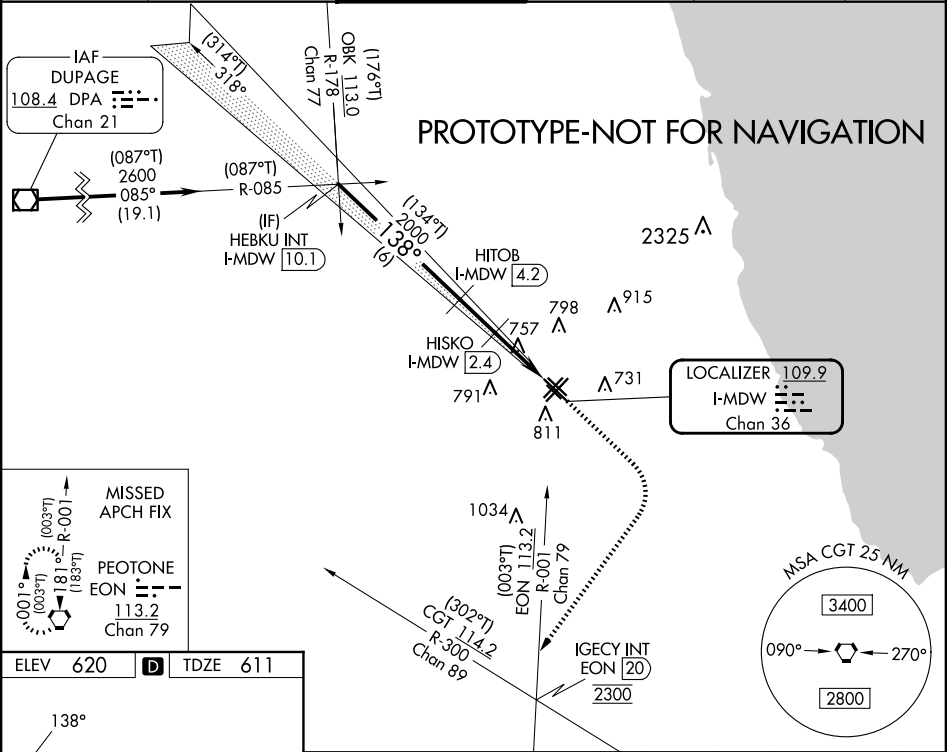 IAF
DUPAGE
108.4 DPA
Chan 21
(314°T)
318°
(176°T)
OBK 113.0
R-178
Chan 77
PROTOTYPE-NOT FOR NAVIGATION
(087°T)
2600
085°
(19.1)
(087°T)
R-085
(IF)
HEBKU INT
I-MDW 10.1
(134°T)
2000
138°
(6)
2325
HITOB
I-MDW 4.2
915
798
757
HISKO
I-MDW 2.4
791
731
811
LOCALIZER 109.9
I-MDW
Chan 36
MISSED
APCH FIX
(003°T)
R-001
001°
(003°T)
181°
(183°T)
PEOTONE
EON
113.2
Chan 79
1034
(003°T)
EON 113.2
R-001
Chan 79
(302°T)
CGT 114.2
R-300
Chan 89
IGECY INT
EON 20
2300
MSA CGT 25 NM
3400
090°
270°
2800
ELEV 620 D TDZE 611
138°